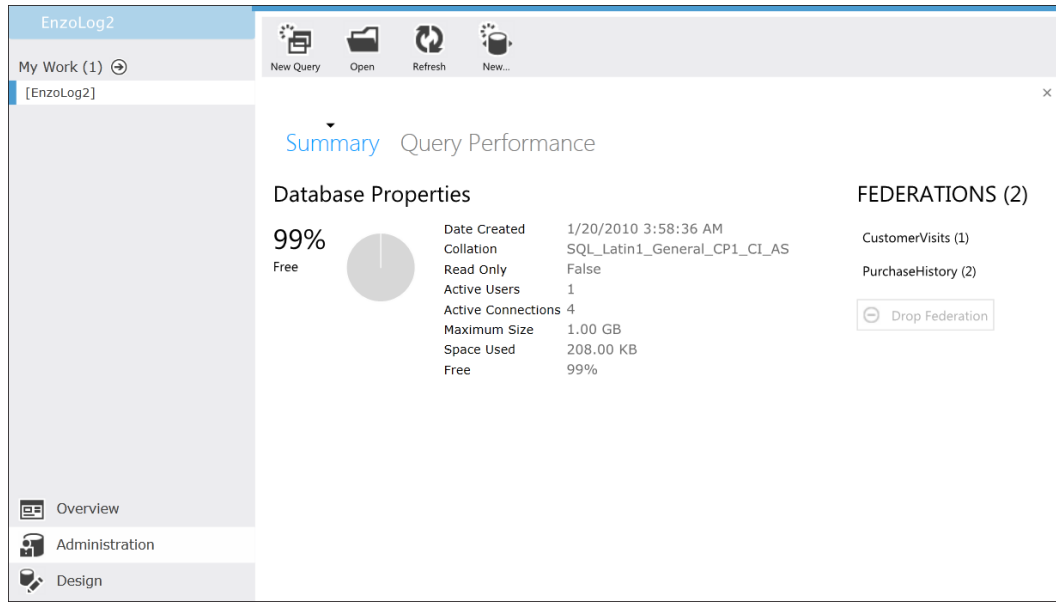 EnzoLog2
My Work (1)
[EnzoLog2]
New Query Open Refresh New...
Summary Query Performance
Database Properties
99%
Free
Date Created 1/20/2010 3:58:36 AM
Collation SQL_Latin1_General_CP1_CI_AS
Read Only False
Active Users 1
Active Connections 4
Maximum Size 1.00 GB
Space Used 208.00 KB
Free 99%
FEDERATIONS (2)
CustomerVisits (1)
PurchaseHistory (2)
Drop Federation
Overview
Administration
Design